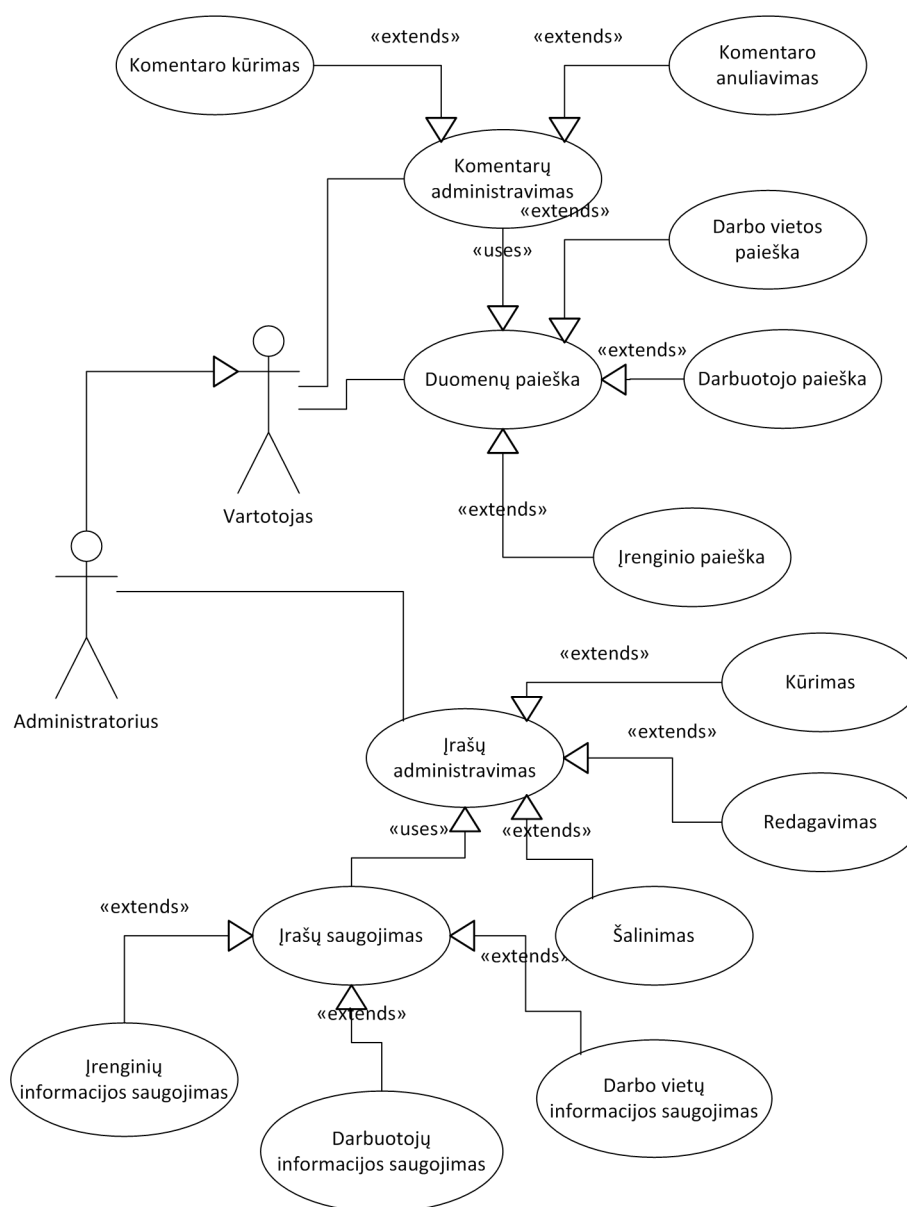 «extends»
«extends»
Komentaro kūrimas
Komentaro
anuliavimas
Komentarų
administravimas
«extends»
«uses»
Darbo vietos
paieška
«extends»
Duomenų paieška
Darbuotojo paieška
Vartotojas
«extends»
Įrenginio paieška
Administratorius
«extends»
Kūrimas
Įrašų
administravimas
«extends»
Redagavimas
«uses»
«extends»
«extends»
Įrašų saugojimas
Šalinimas
«extends»
«extends»
Įrenginių
informacijos saugojimas
Darbo vietų
informacijos saugojimas
Darbuotojų
informacijos saugojimas